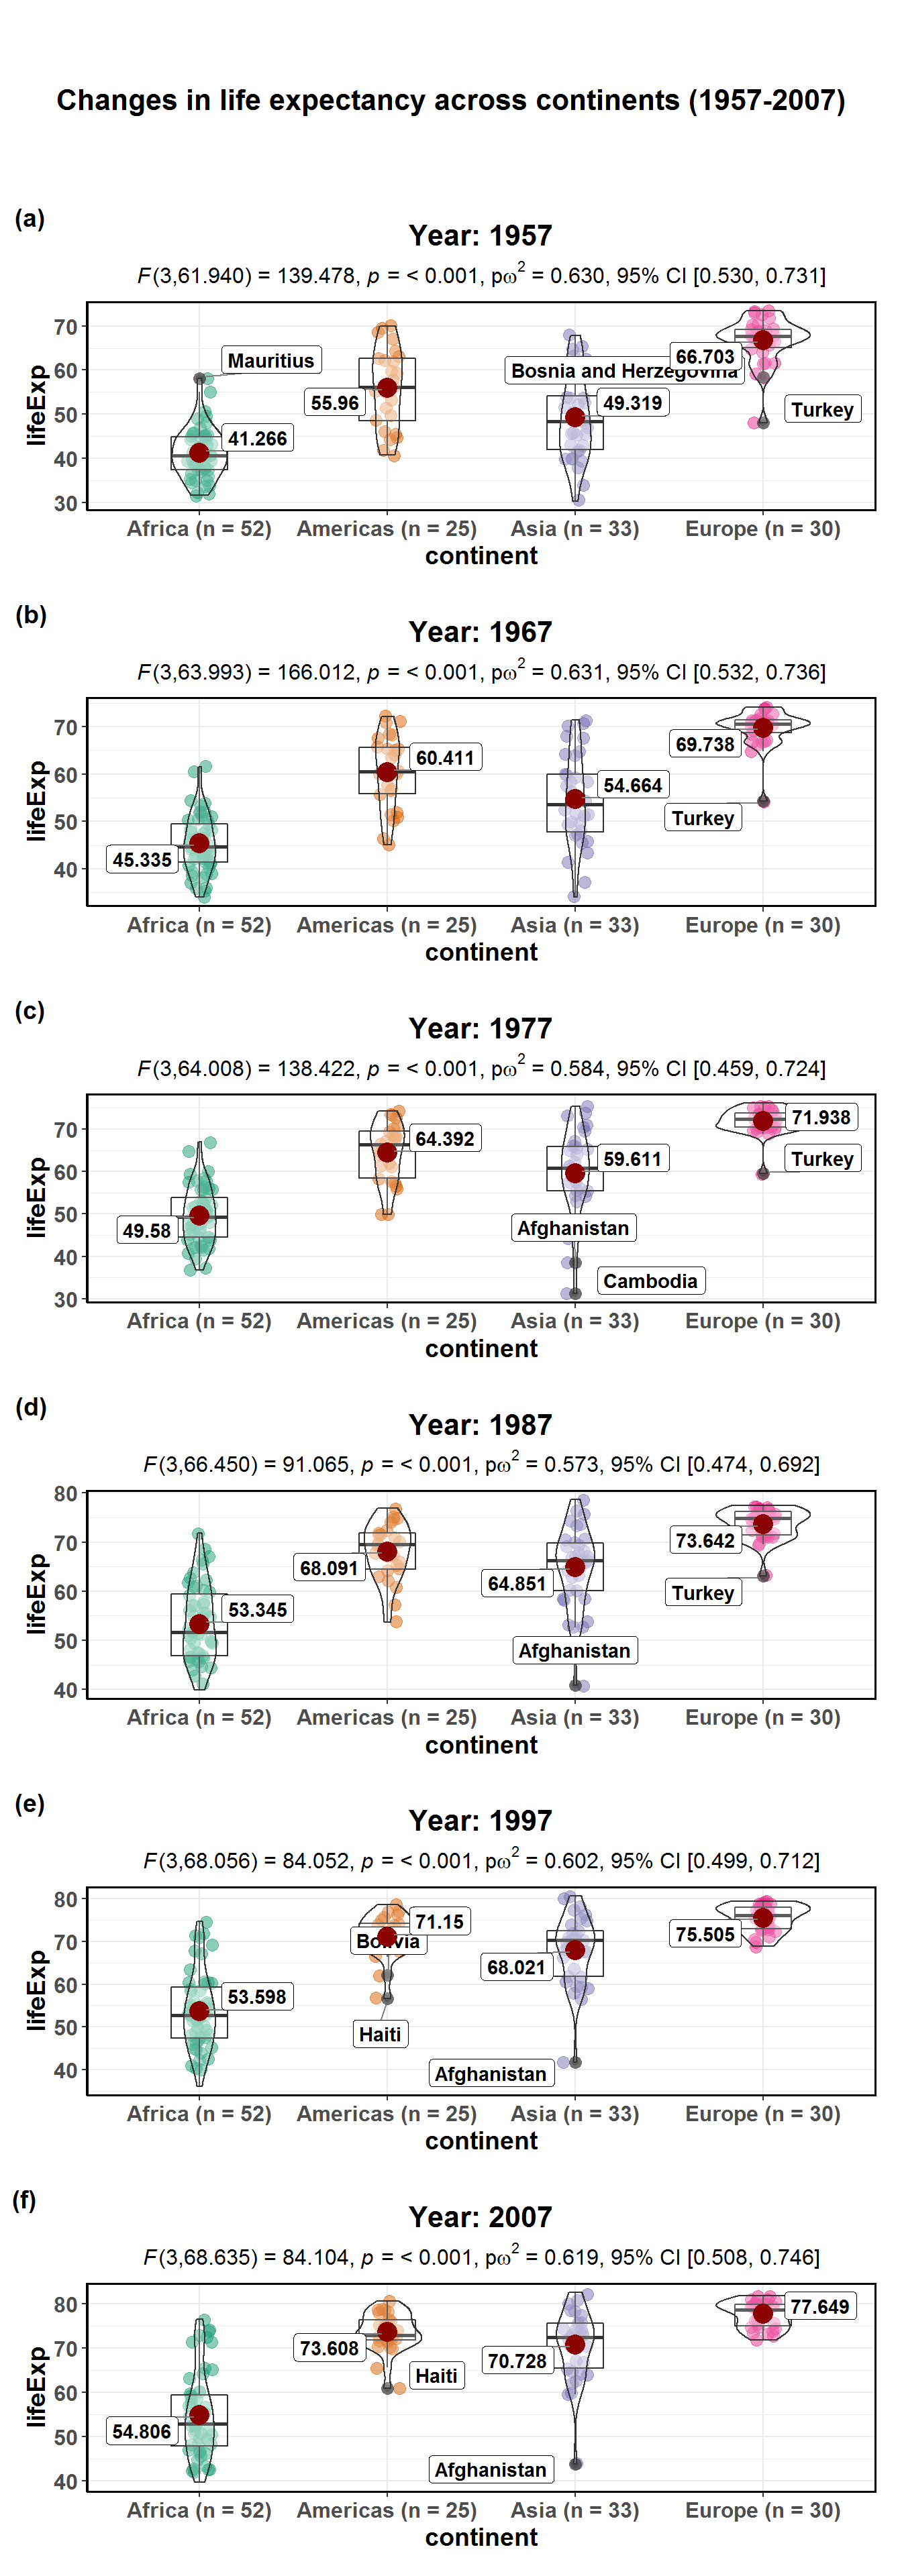 Changes in life expectancy across continents (1957-2007)
(a)
Year: 1957
F(3,61.940) = 139.478, p = < 0.001, pω² = 0.630, 95% CI [0.530, 0.731]
lifeExp
70
60
50
40
30
Mauritius
41.266
55.96
Bosnia and Herzegovina
49.319
66.703
Turkey
Africa (n = 52) Americas (n = 25) Asia (n = 33) Europe (n = 30)
continent
(b)
Year: 1967
F(3,63.993) = 166.012, p = < 0.001, pω² = 0.631, 95% CI [0.532, 0.736]
lifeExp
70
60
50
40
45.335
60.411
54.664
69.738
Turkey
Africa (n = 52) Americas (n = 25) Asia (n = 33) Europe (n = 30)
continent
(c)
Year: 1977
F(3,64.008) = 138.422, p = < 0.001, pω² = 0.584, 95% CI [0.459, 0.724]
lifeExp
70
60
50
40
30
49.58
64.392
59.611
Afghanistan
Cambodia
71.938
Turkey
Africa (n = 52) Americas (n = 25) Asia (n = 33) Europe (n = 30)
continent
(d)
Year: 1987
F(3,66.450) = 91.065, p = < 0.001, pω² = 0.573, 95% CI [0.474, 0.692]
lifeExp
80
70
60
50
40
53.345
68.091
64.851
Afghanistan
73.642
Turkey
Africa (n = 52) Americas (n = 25) Asia (n = 33) Europe (n = 30)
continent
(e)
Year: 1997
F(3,68.056) = 84.052, p = < 0.001, pω² = 0.602, 95% CI [0.499, 0.712]
lifeExp
80
70
60
50
40
53.598
71.15
Bolivia
Haiti
68.021
Afghanistan
75.505
Africa (n = 52) Americas (n = 25) Asia (n = 33) Europe (n = 30)
continent
(f)
Year: 2007
F(3,68.635) = 84.104, p = < 0.001, pω² = 0.619, 95% CI [0.508, 0.746]
lifeExp
80
70
60
50
40
54.806
73.608
Haiti
70.728
Afghanistan
77.649
Africa (n = 52) Americas (n = 25) Asia (n = 33) Europe (n = 30)
continent